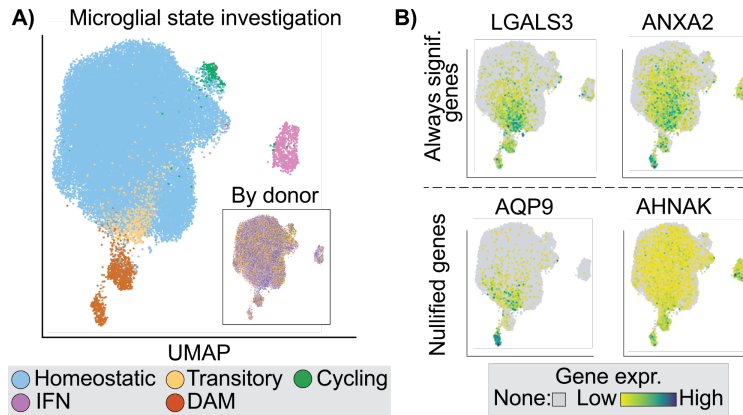 A) Microglial state investigation
By donor
UMAP
Homeostatic Transitory Cycling
IFN DAM
B)
LGALS3 ANXA2
Always signif.
genes
AQP9 AHNAK
Nullified genes
Gene expr.
None: Low High